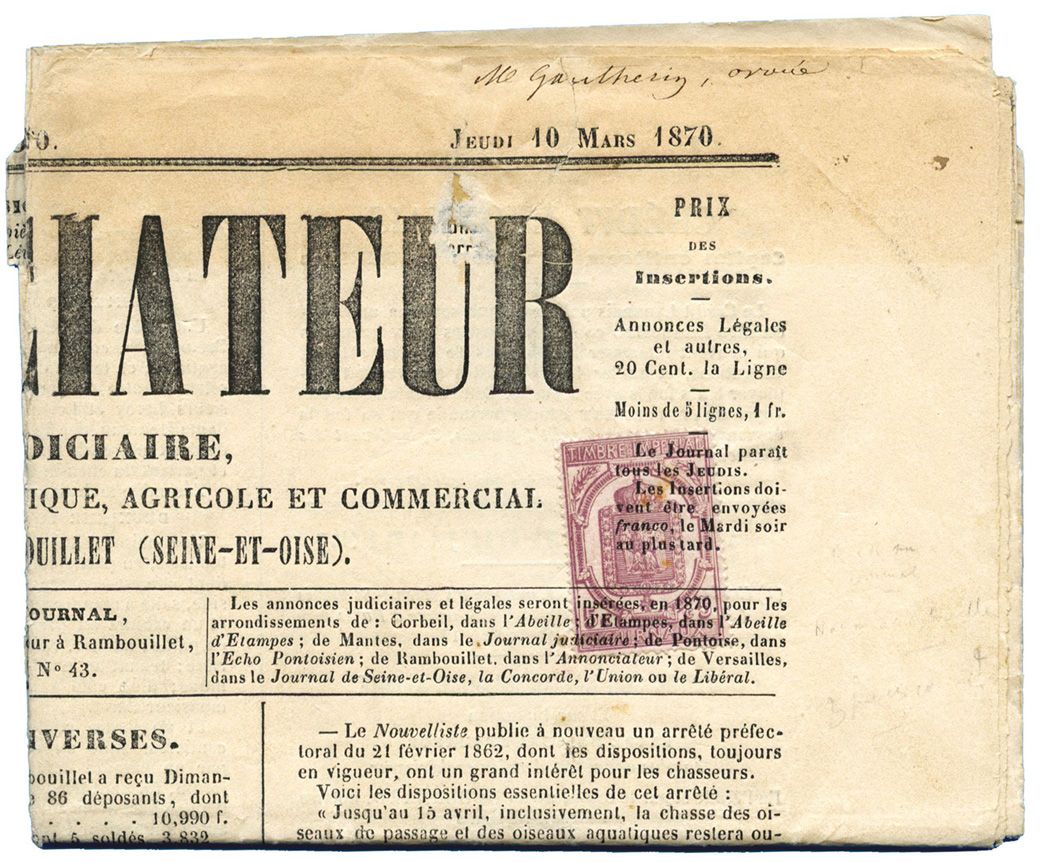 Mr Gautherin, avoué
70.
JEUDI 10 MARS 1870.
CIATEUR
DICIAIRE,
IQUE, AGRICOLE ET COMMERCIAL
OUILLET (SEINE-ET-OISE).
PRIX
DES
Insertions.
Annonces Légales
et autres,
20 Cent. la Ligne
Moins de 5 lignes, 1 fr.
Le Journal paraît
tous les JEUDIS.
Les Insertions doi-
vent être envoyées
franco, le Mardi soir
au plus tard.
TIMBRE IMPERIAL
JOURNAUX
OURNAL,
ur à Rambouillet,
N° 43.
Les annonces judiciaires et légales seront insérées, en 1870, pour les
arrondissements de : Corbeil, dans l'Abeille ; d'Etampes, dans l'Abeille
d'Etampes ; de Mantes, dans le Journal judiciaire ; de Pontoise, dans
l'Echo Pontoisien ; de Rambouillet. dans l'Annonciateur ; de Versailles,
dans le Journal de Seine-et-Oise, la Concorde, l'Union ou le Libéral.
IVERSES.
bouillet a reçu Diman-
86 déposants, dont
. . . . 10,990 f.
nt 5 soldés 3,832
— Le Nouvelliste publie à nouveau un arrêté préfec-
toral du 21 février 1862, dont les dispositions, toujours
en vigueur, ont un grand intérêt pour les chasseurs.
Voici les dispositions essentielles de cet arrêté :
« Jusqu'au 15 avril, inclusivement, la chasse des oi-
seaux de passage et des oiseaux aquatiques restera ou-